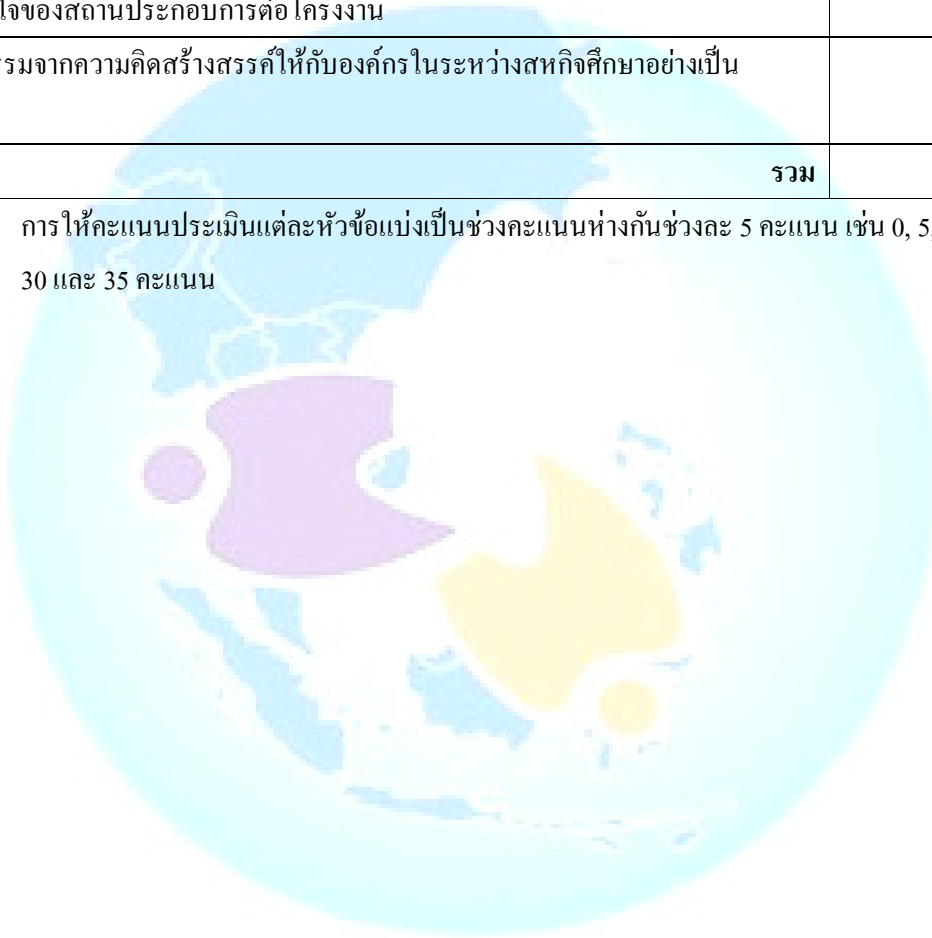 ใจของสถานประกอบการต่อโครงงาน
รรมจากความคิดสร้างสรรค์ให้กับองค์กรในระหว่างสหกิจศึกษาอย่างเป็น
รวม
การให้คะแนนประเมินแต่ละหัวข้อแบ่งเป็นช่วงคะแนนห่างกันช่วงละ 5 คะแนน เช่น 0, 5,
30 และ 35 คะแนน